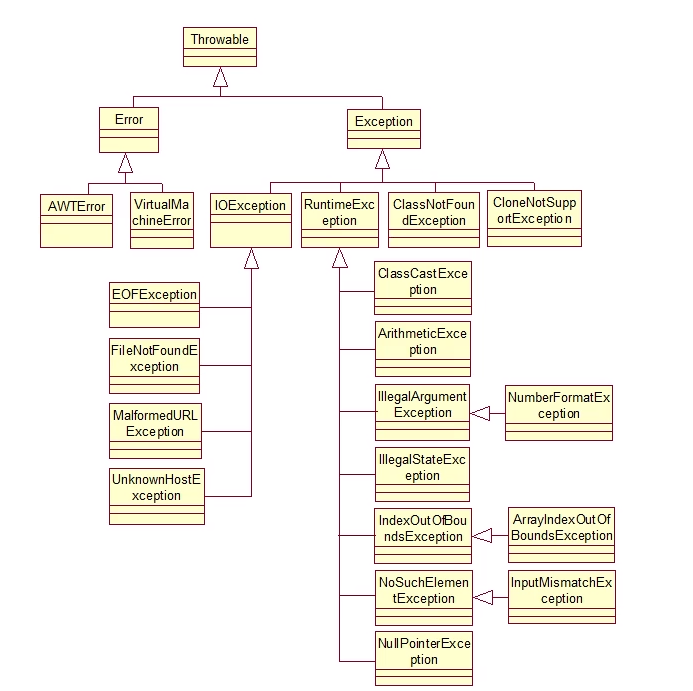 Throwable
Error
Exception
AWTError
VirtualMa
chineError
IOException
RuntimeExc
eption
ClassNotFoun
dException
CloneNotSupp
ortException
EOFException
FileNotFoundE
xception
MalformedURL
Exception
UnknownHostE
xception
ClassCastExce
ption
ArithmeticExce
ption
IllegalArgument
Exception
NumberFormatEx
ception
IllegalStateExc
eption
IndexOutOfBou
ndsException
ArrayIndexOutOf
BoundsException
NoSuchElemen
tException
InputMismatchEx
ception
NullPointerExce
ption